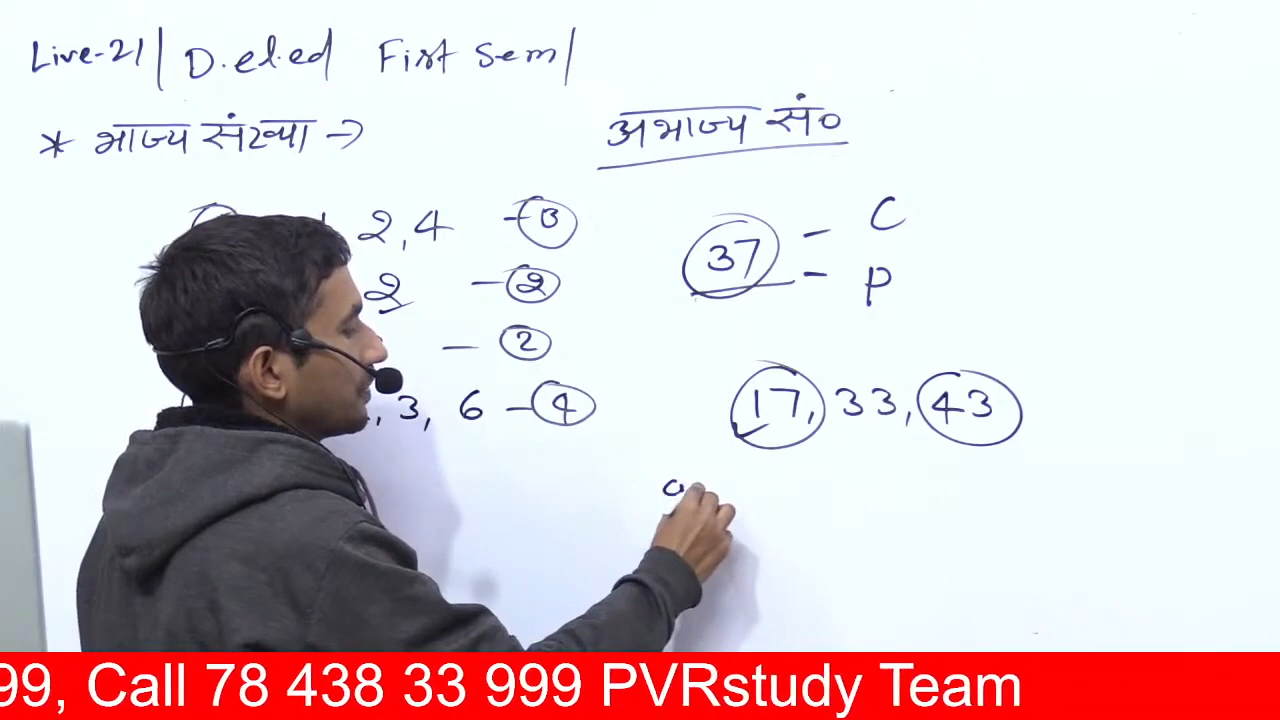 Live-21 | D.el.ed First Sem |
* भाज्य संख्या →
अभाज्य सं०
2, 4 - 3
2 - 2
- 2
3, 6 - 4
37 - C
- P
17, 33, 43
99, Call 78 438 33 999 PVRstudy Team